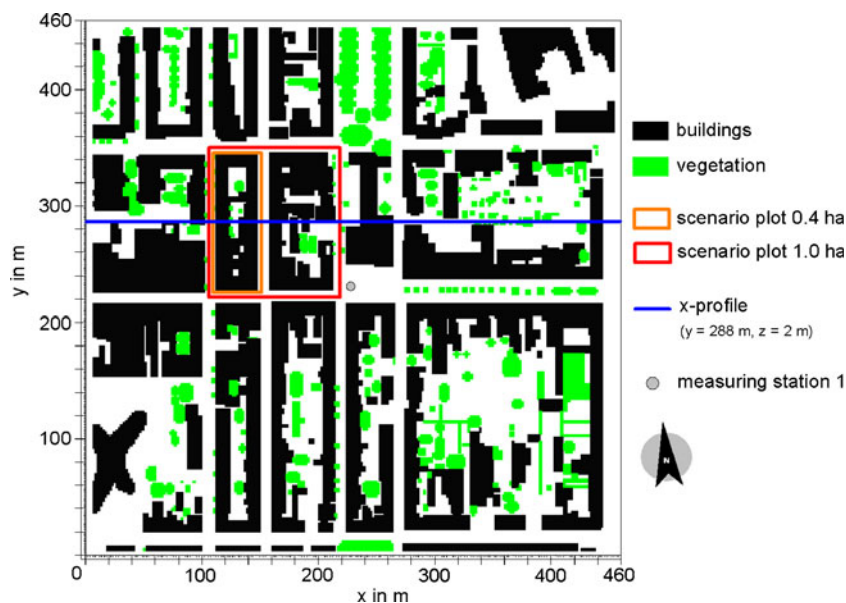 460
400
300
200
100
0
y in m
0
100
200
300
400
460
x in m
buildings
vegetation
scenario plot 0.4 ha
scenario plot 1.0 ha
x-profile
(y = 288 m, z = 2 m)
measuring station 1
N